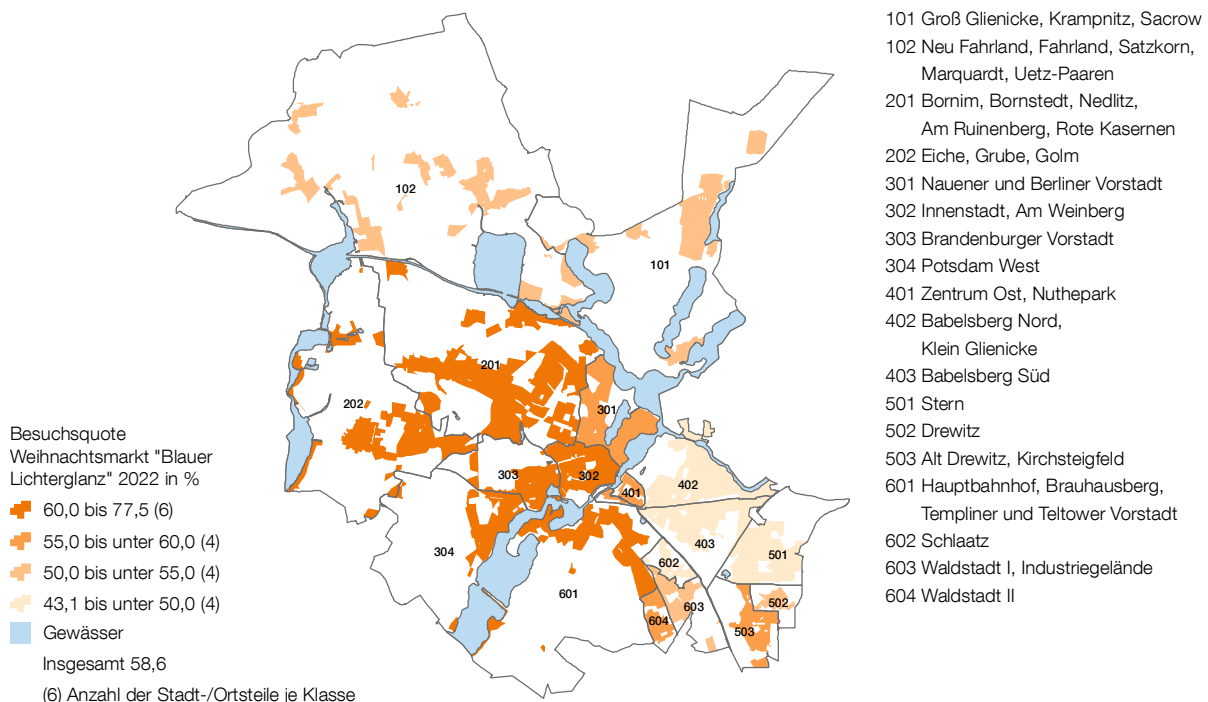 101 Groß Glienicke, Krampnitz, Sacrow
102 Neu Fahrland, Fahrland, Satzkorn,
Marquardt, Uetz-Paaren
201 Bornim, Bornstedt, Nedlitz,
Am Ruinenberg, Rote Kasernen
202 Eiche, Grube, Golm
301 Nauener und Berliner Vorstadt
302 Innenstadt, Am Weinberg
303 Brandenburger Vorstadt
304 Potsdam West
401 Zentrum Ost, Nuthepark
402 Babelsberg Nord,
Klein Glienicke
403 Babelsberg Süd
501 Stern
502 Drewitz
503 Alt Drewitz, Kirchsteigfeld
601 Hauptbahnhof, Brauhausberg,
Templiner und Teltower Vorstadt
602 Schlaatz
603 Waldstadt I, Industriegelände
604 Waldstadt II
102
101
201
202
301
303
302
401
402
304
403
501
602
601
603
502
604
503
Besuchsquote
Weihnachtsmarkt "Blauer
Lichterglanz" 2022 in %
60,0 bis 77,5 (6)
55,0 bis unter 60,0 (4)
50,0 bis unter 55,0 (4)
43,1 bis unter 50,0 (4)
Gewässer
Insgesamt 58,6
(6) Anzahl der Stadt-/Ortsteile je Klasse